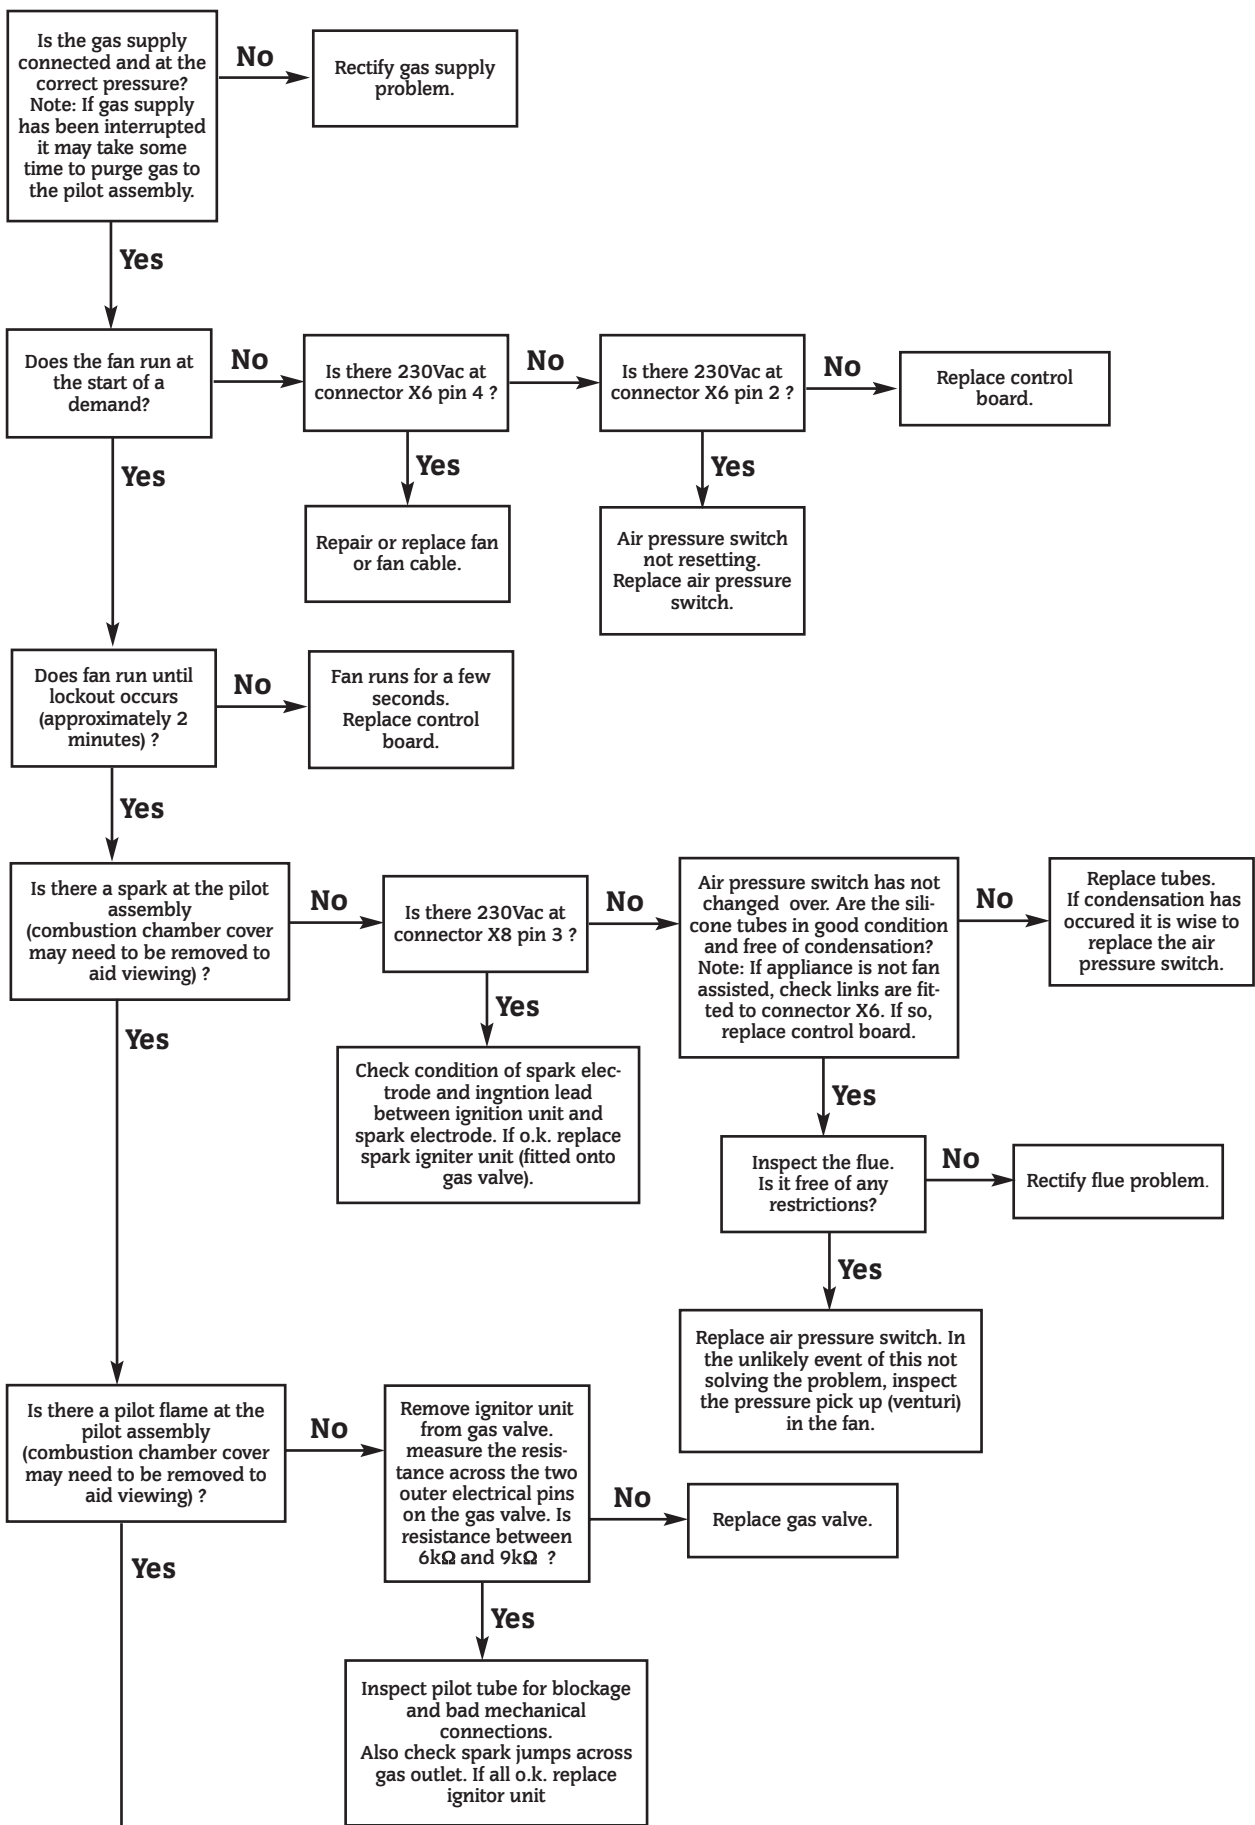 Is the gas supply
connected and at the
correct pressure?
Note: If gas supply
has been interrupted
it may take some
time to purge gas to
the pilot assembly.
No
Rectify gas supply
problem.
Yes
Does the fan run at
the start of a
demand?
No
Is there 230Vac at
connector X6 pin 4 ?
No
Is there 230Vac at
connector X6 pin 2 ?
No
Replace control
board.
Yes
Yes
Yes
Repair or replace fan
or fan cable.
Air pressure switch
not resetting.
Replace air pressure
switch.
Does fan run until
lockout occurs
(approximately 2
minutes) ?
No
Fan runs for a few
seconds.
Replace control
board.
Yes
Is there a spark at the pilot
assembly
(combustion chamber cover
may need to be removed to
aid viewing) ?
No
Is there 230Vac at
connector X8 pin 3 ?
No
Air pressure switch has not
changed over. Are the sili-
cone tubes in good condition
and free of condensation?
Note: If appliance is not fan
assisted, check links are fit-
ted to connector X6. If so,
replace control board.
No
Replace tubes.
If condensation has
occured it is wise to
replace the air
pressure switch.
Yes
Yes
Yes
Check condition of spark elec-
trode and ingntion lead
between ignition unit and
spark electrode. If o.k. replace
spark igniter unit (fitted onto
gas valve).
Inspect the flue.
Is it free of any
restrictions?
No
Rectify flue problem.
Yes
Replace air pressure switch. In
the unlikely event of this not
solving the problem, inspect
the pressure pick up (venturi)
in the fan.
Is there a pilot flame at the
pilot assembly
(combustion chamber cover
may need to be removed to
aid viewing) ?
No
Remove ignitor unit
from gas valve.
measure the resis-
tance across the two
outer electrical pins
on the gas valve. Is
resistance between
6kΩ and 9kΩ ?
No
Replace gas valve.
Yes
Yes
Inspect pilot tube for blockage
and bad mechanical
connections.
Also check spark jumps across
gas outlet. If all o.k. replace
ignitor unit